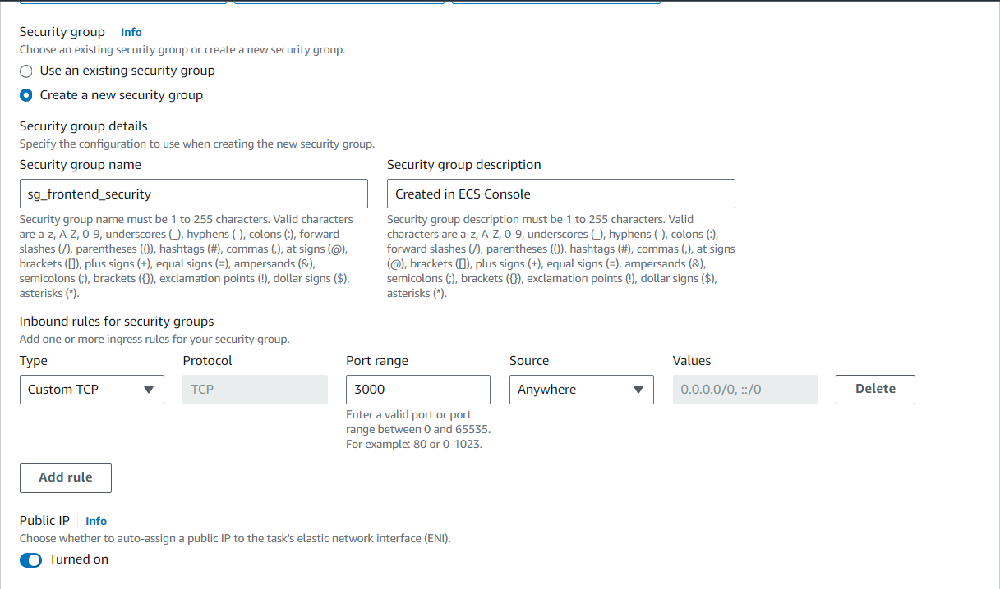 Security group Info
Choose an existing security group or create a new security group.
Use an existing security group
Create a new security group
Security group details
Specify the configuration to use when creating the new security group.
Security group name
sg_frontend_security
Security group name must be 1 to 255 characters. Valid characters
are a-z, A-Z, 0-9, underscores (_), hyphens (-), colons (:), forward
slashes (/), parentheses (()), hashtags (#), commas (,), at signs (@),
brackets ([]), plus signs (+), equal signs (=), ampersands (&),
semicolons (;), brackets ({}), exclamation points (!), dollar signs ($),
asterisks (*).
Security group description
Created in ECS Console
Security group description must be 1 to 255 characters. Valid
characters are a-z, A-Z, 0-9, underscores (_), hyphens (-), colons (:),
forward slashes (/), parentheses (()), hashtags (#), commas (,), at signs
(@), brackets ([]), plus signs (+), equal signs (=), ampersands (&),
semicolons (;), brackets ({}), exclamation points (!), dollar signs ($),
asterisks (*).
Inbound rules for security groups
Add one or more ingress rules for your security group.
Type Protocol Port range Source Values
Custom TCP TCP 3000 Anywhere 0.0.0.0/0, ::/0 Delete
Enter a valid port or port
range between 0 and 65535.
For example: 80 or 0-1023.
Add rule
Public IP Info
Choose whether to auto-assign a public IP to the task's elastic network interface (ENI).
Turned on